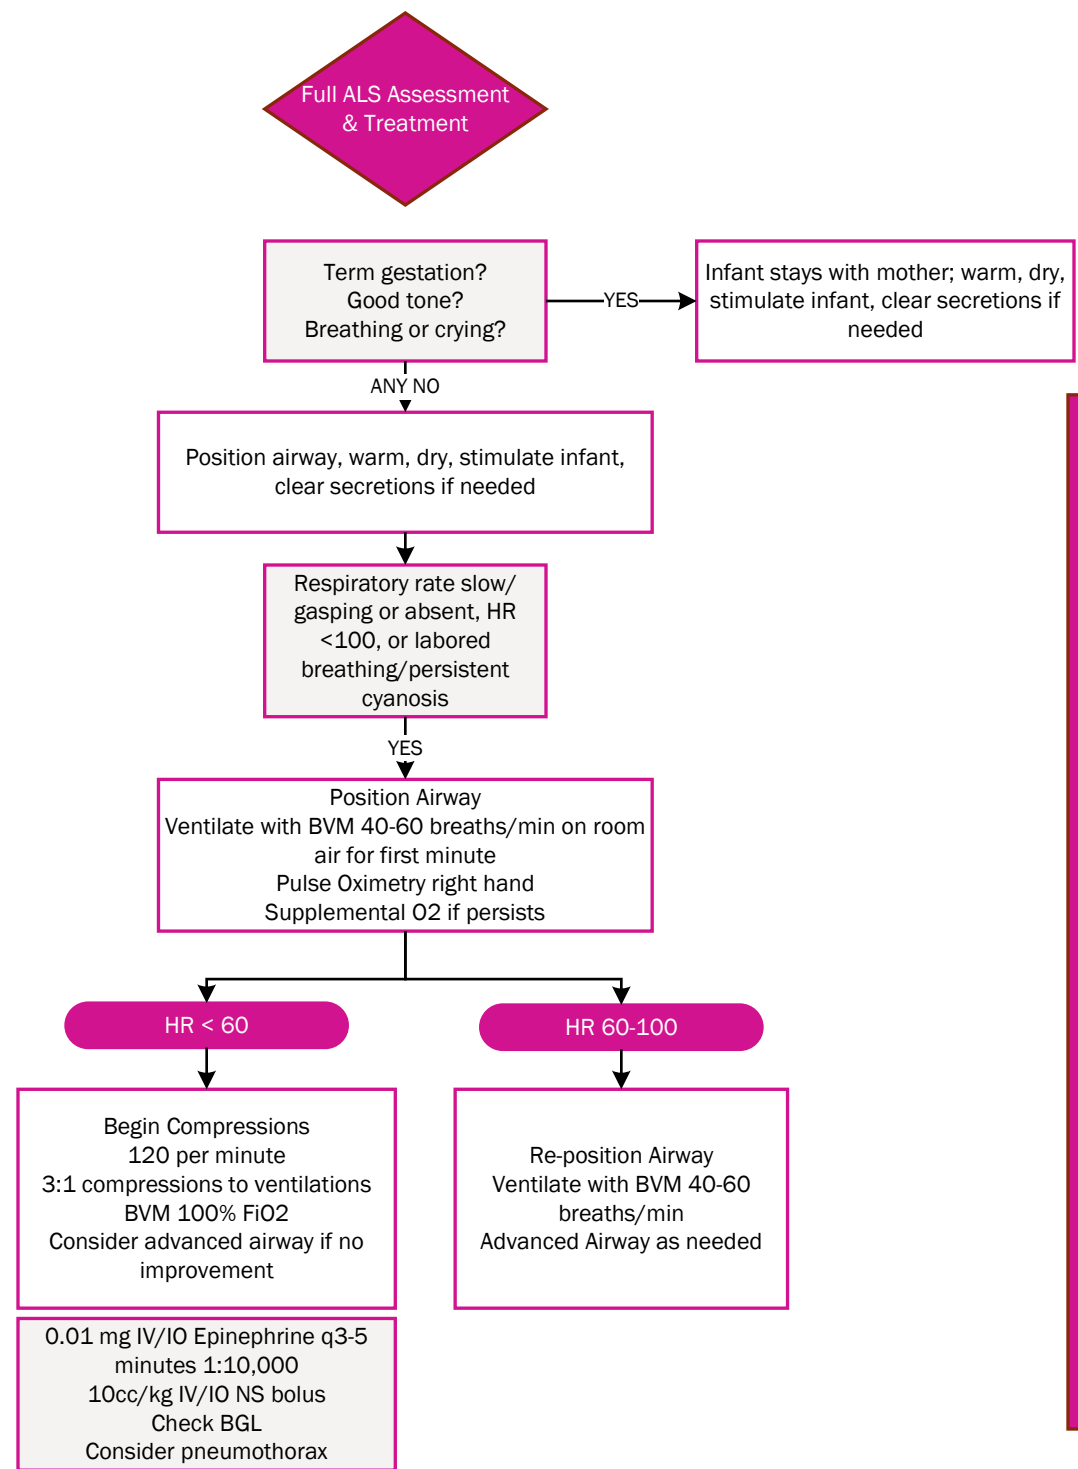 Full ALS Assessment
& Treatment
Term gestation?
Good tone?
Breathing or crying?
YES
Infant stays with mother; warm, dry,
stimulate infant, clear secretions if
needed
ANY NO
Position airway, warm, dry, stimulate infant,
clear secretions if needed
Respiratory rate slow/
gasping or absent, HR
<100, or labored
breathing/persistent
cyanosis
YES
Position Airway
Ventilate with BVM 40-60 breaths/min on room
air for first minute
Pulse Oximetry right hand
Supplemental O2 if persists
HR < 60
HR 60-100
Begin Compressions
120 per minute
3:1 compressions to ventilations
BVM 100% FiO2
Consider advanced airway if no
improvement
Re-position Airway
Ventilate with BVM 40-60
breaths/min
Advanced Airway as needed
0.01 mg IV/IO Epinephrine q3-5
minutes 1:10,000
10cc/kg IV/IO NS bolus
Check BGL
Consider pneumothorax